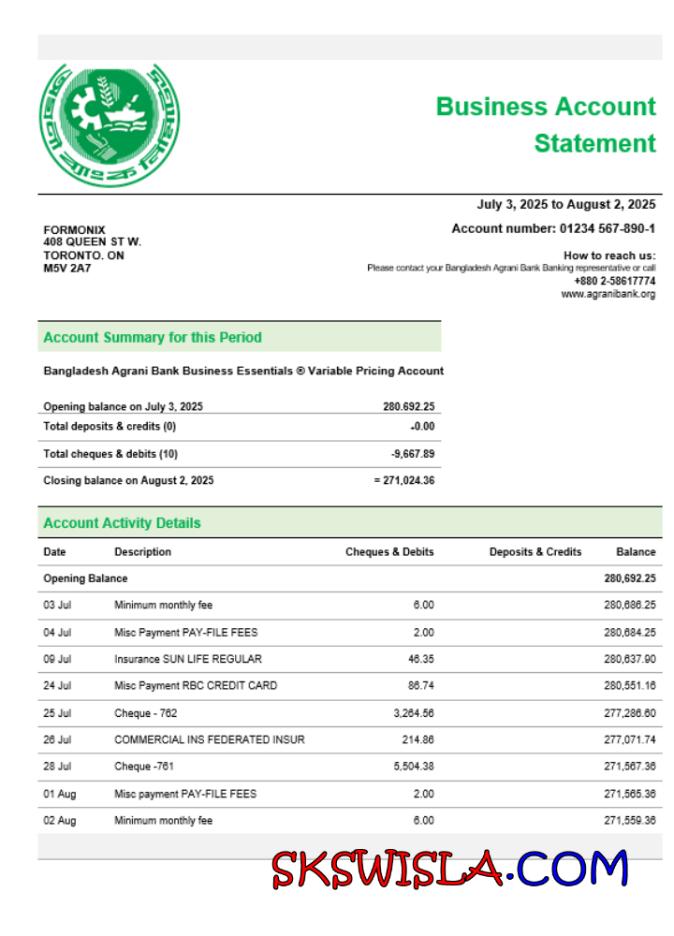 Business Account
Statement
July 3, 2025 to August 2, 2025
Account number: 01234 567-890-1
FORMONIX
408 QUEEN ST W.
TORONTO. ON
M5V 2A7
How to reach us:
Please contact your Bangladesh Agrani Bank Banking representative or call
+880 2-58617774
www.agranibank.org
Account Summary for this Period
Bangladesh Agrani Bank Business Essentials ® Variable Pricing Account
Opening balance on July 3, 2025 280.692.25
Total deposits & credits (0) -0.00
Total cheques & debits (10) -9,667.89
Closing balance on August 2, 2025 = 271,024.36
Account Activity Details
Date Description Cheques & Debits Deposits & Credits Balance
Opening Balance 280,692.25
03 Jul Minimum monthly fee 6.00 280,686.25
04 Jul Misc Payment PAY-FILE FEES 2.00 280,684.25
09 Jul Insurance SUN LIFE REGULAR 46.35 280,637.90
24 Jul Misc Payment RBC CREDIT CARD 86.74 280,551.16
25 Jul Cheque - 762 3,264.56 277,286.60
26 Jul COMMERCIAL INS FEDERATED INSUR 214.86 277,071.74
28 Jul Cheque -761 5,504.38 271,567.36
01 Aug Misc payment PAY-FILE FEES 2.00 271,565.36
02 Aug Minimum monthly fee 6.00 271,559.36
SKSWISLA.COM